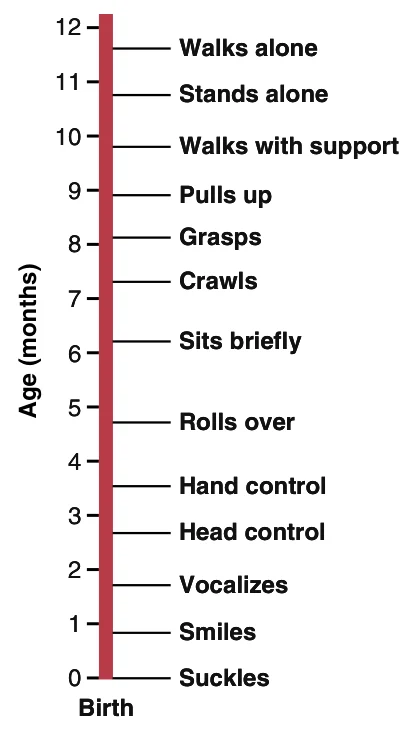 12
Walks alone
11
Stands alone
10
Walks with support
9
Pulls up
8
Grasps
Crawls
7
Age (months)
Sits briefly
6
5
Rolls over
4
Hand control
3
Head control
2
Vocalizes
1
Smiles
0
Suckles
Birth